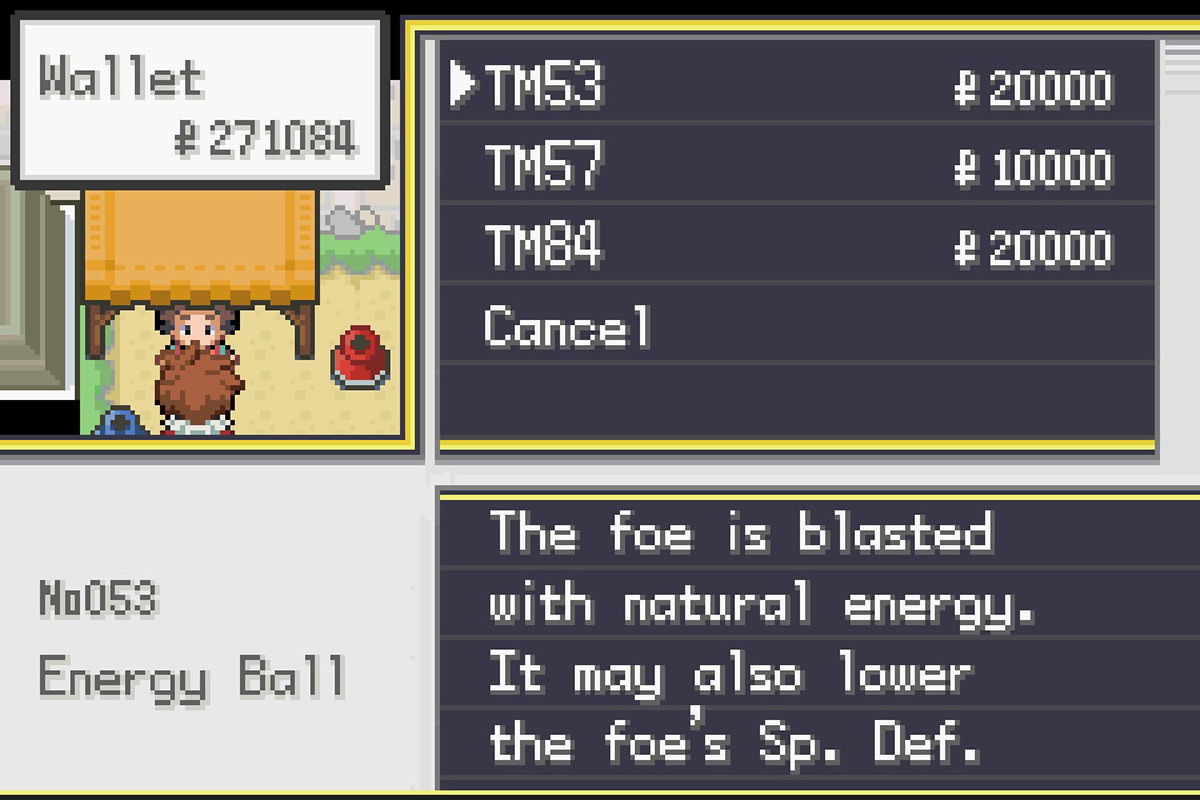 Wallet
₽ 271084
TM53 ₽ 20000
TM57 ₽ 10000
TM84 ₽ 20000
Cancel
No053
Energy Ball
The foe is blasted
with natural energy.
It may also lower
the foe's Sp. Def.